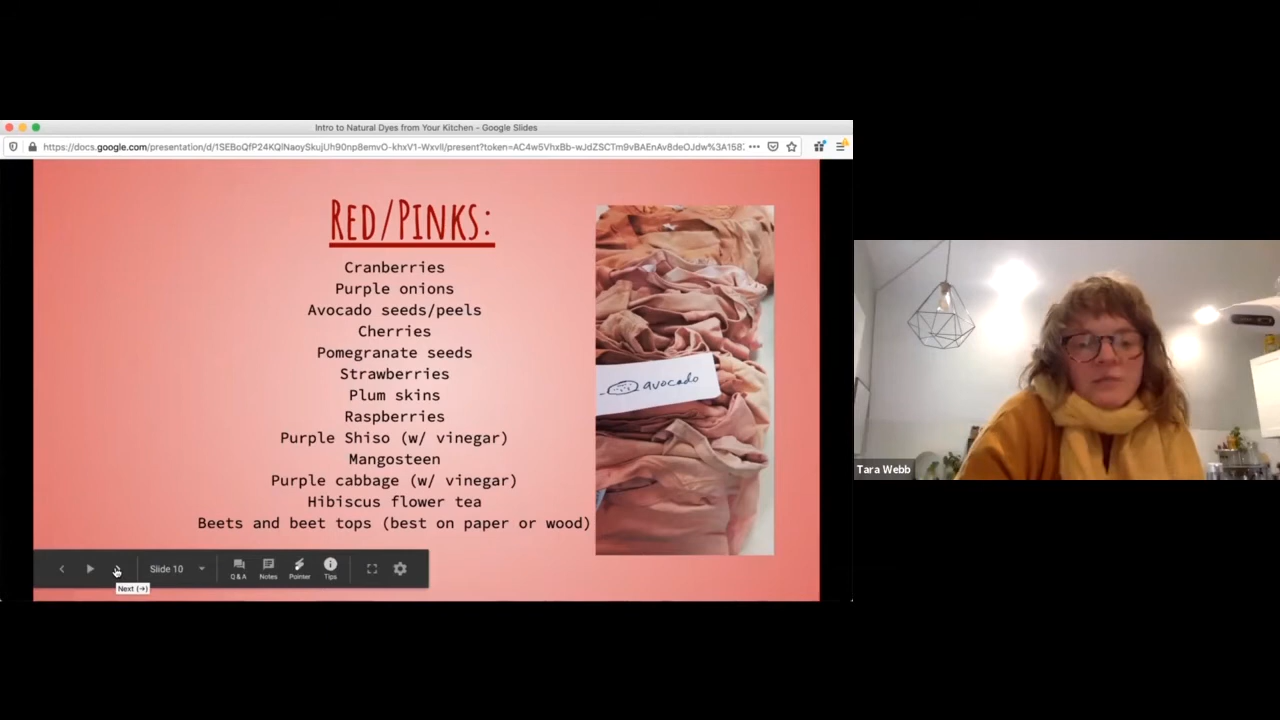 Intro to Natural Dyes from Your Kitchen - Google Slides
RED/PINKS:
Cranberries
Purple onions
Avocado seeds/peels
Cherries
Pomegranate seeds
Strawberries
Plum skins
Raspberries
Purple Shiso (w/ vinegar)
Mangosteen
Purple cabbage (w/ vinegar)
Hibiscus flower tea
Beets and beet tops (best on paper or wood)
avocado
Slide 10
Q&A
Notes
Pointer
Tips
Next (→)
Tara Webb